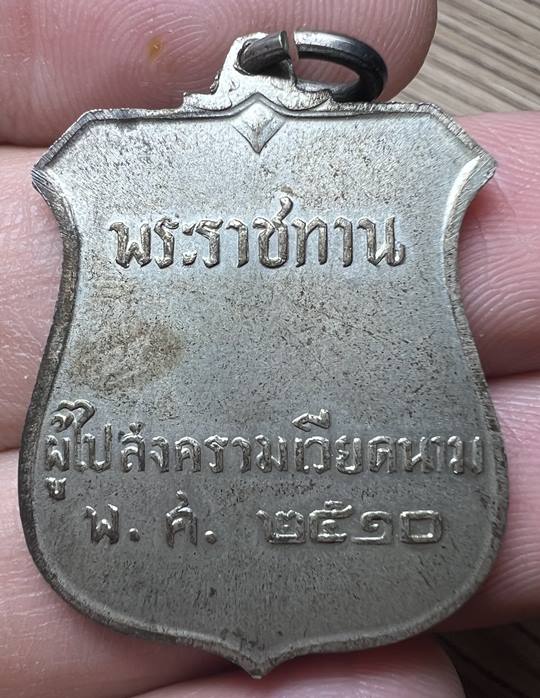 พระราชทาน
ผู้ไปสงครามเวียดนาม
พ.ศ. ๒๕๑๐